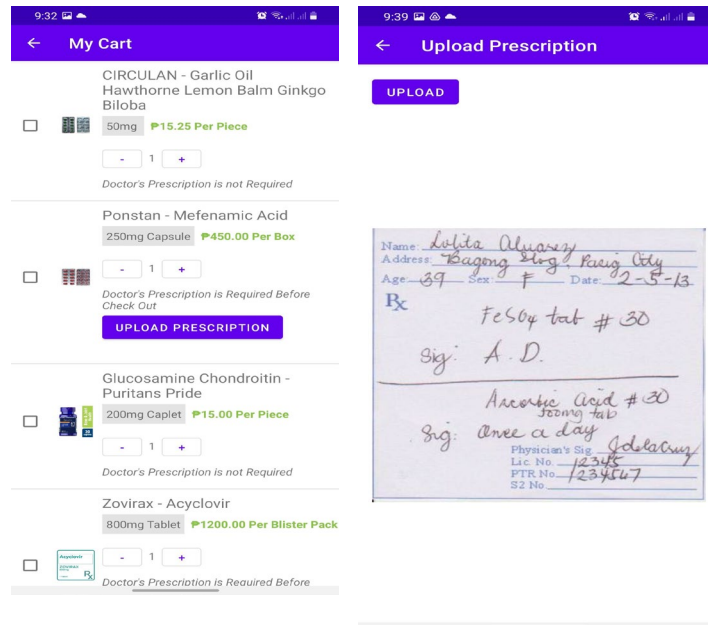 9:32
My Cart
CIRCULAN - Garlic Oil
Hawthorne Lemon Balm Ginkgo
Biloba
50mg ₱15.25 Per Piece
- 1 +
Doctor's Prescription is not Required
Ponstan - Mefenamic Acid
250mg Capsule ₱450.00 Per Box
- 1 +
Doctor's Prescription is Required Before
Check Out
UPLOAD PRESCRIPTION
Glucosamine Chondroitin -
Puritans Pride
200mg Caplet ₱15.00 Per Piece
- 1 +
Doctor's Prescription is not Required
Zovirax - Acyclovir
800mg Tablet ₱1200.00 Per Blister Pack
Acyclovir
Rx
- 1 +
Doctor's Prescription is Required Before
9:39
Upload Prescription
UPLOAD
Name: Lolita Alvarez
Address: Bagong Ilog, Pasig City
Age: 39 Sex: F Date: 2-5-13
Rx
FeSO4 tab # 30
Sig: A.D.
Ascorbic Acid # 30
500mg tab
Sig: Once a day
Physician's Sig. JdelaCruz
Lic. No. 12345
PTR No. 1234567
S2 No.